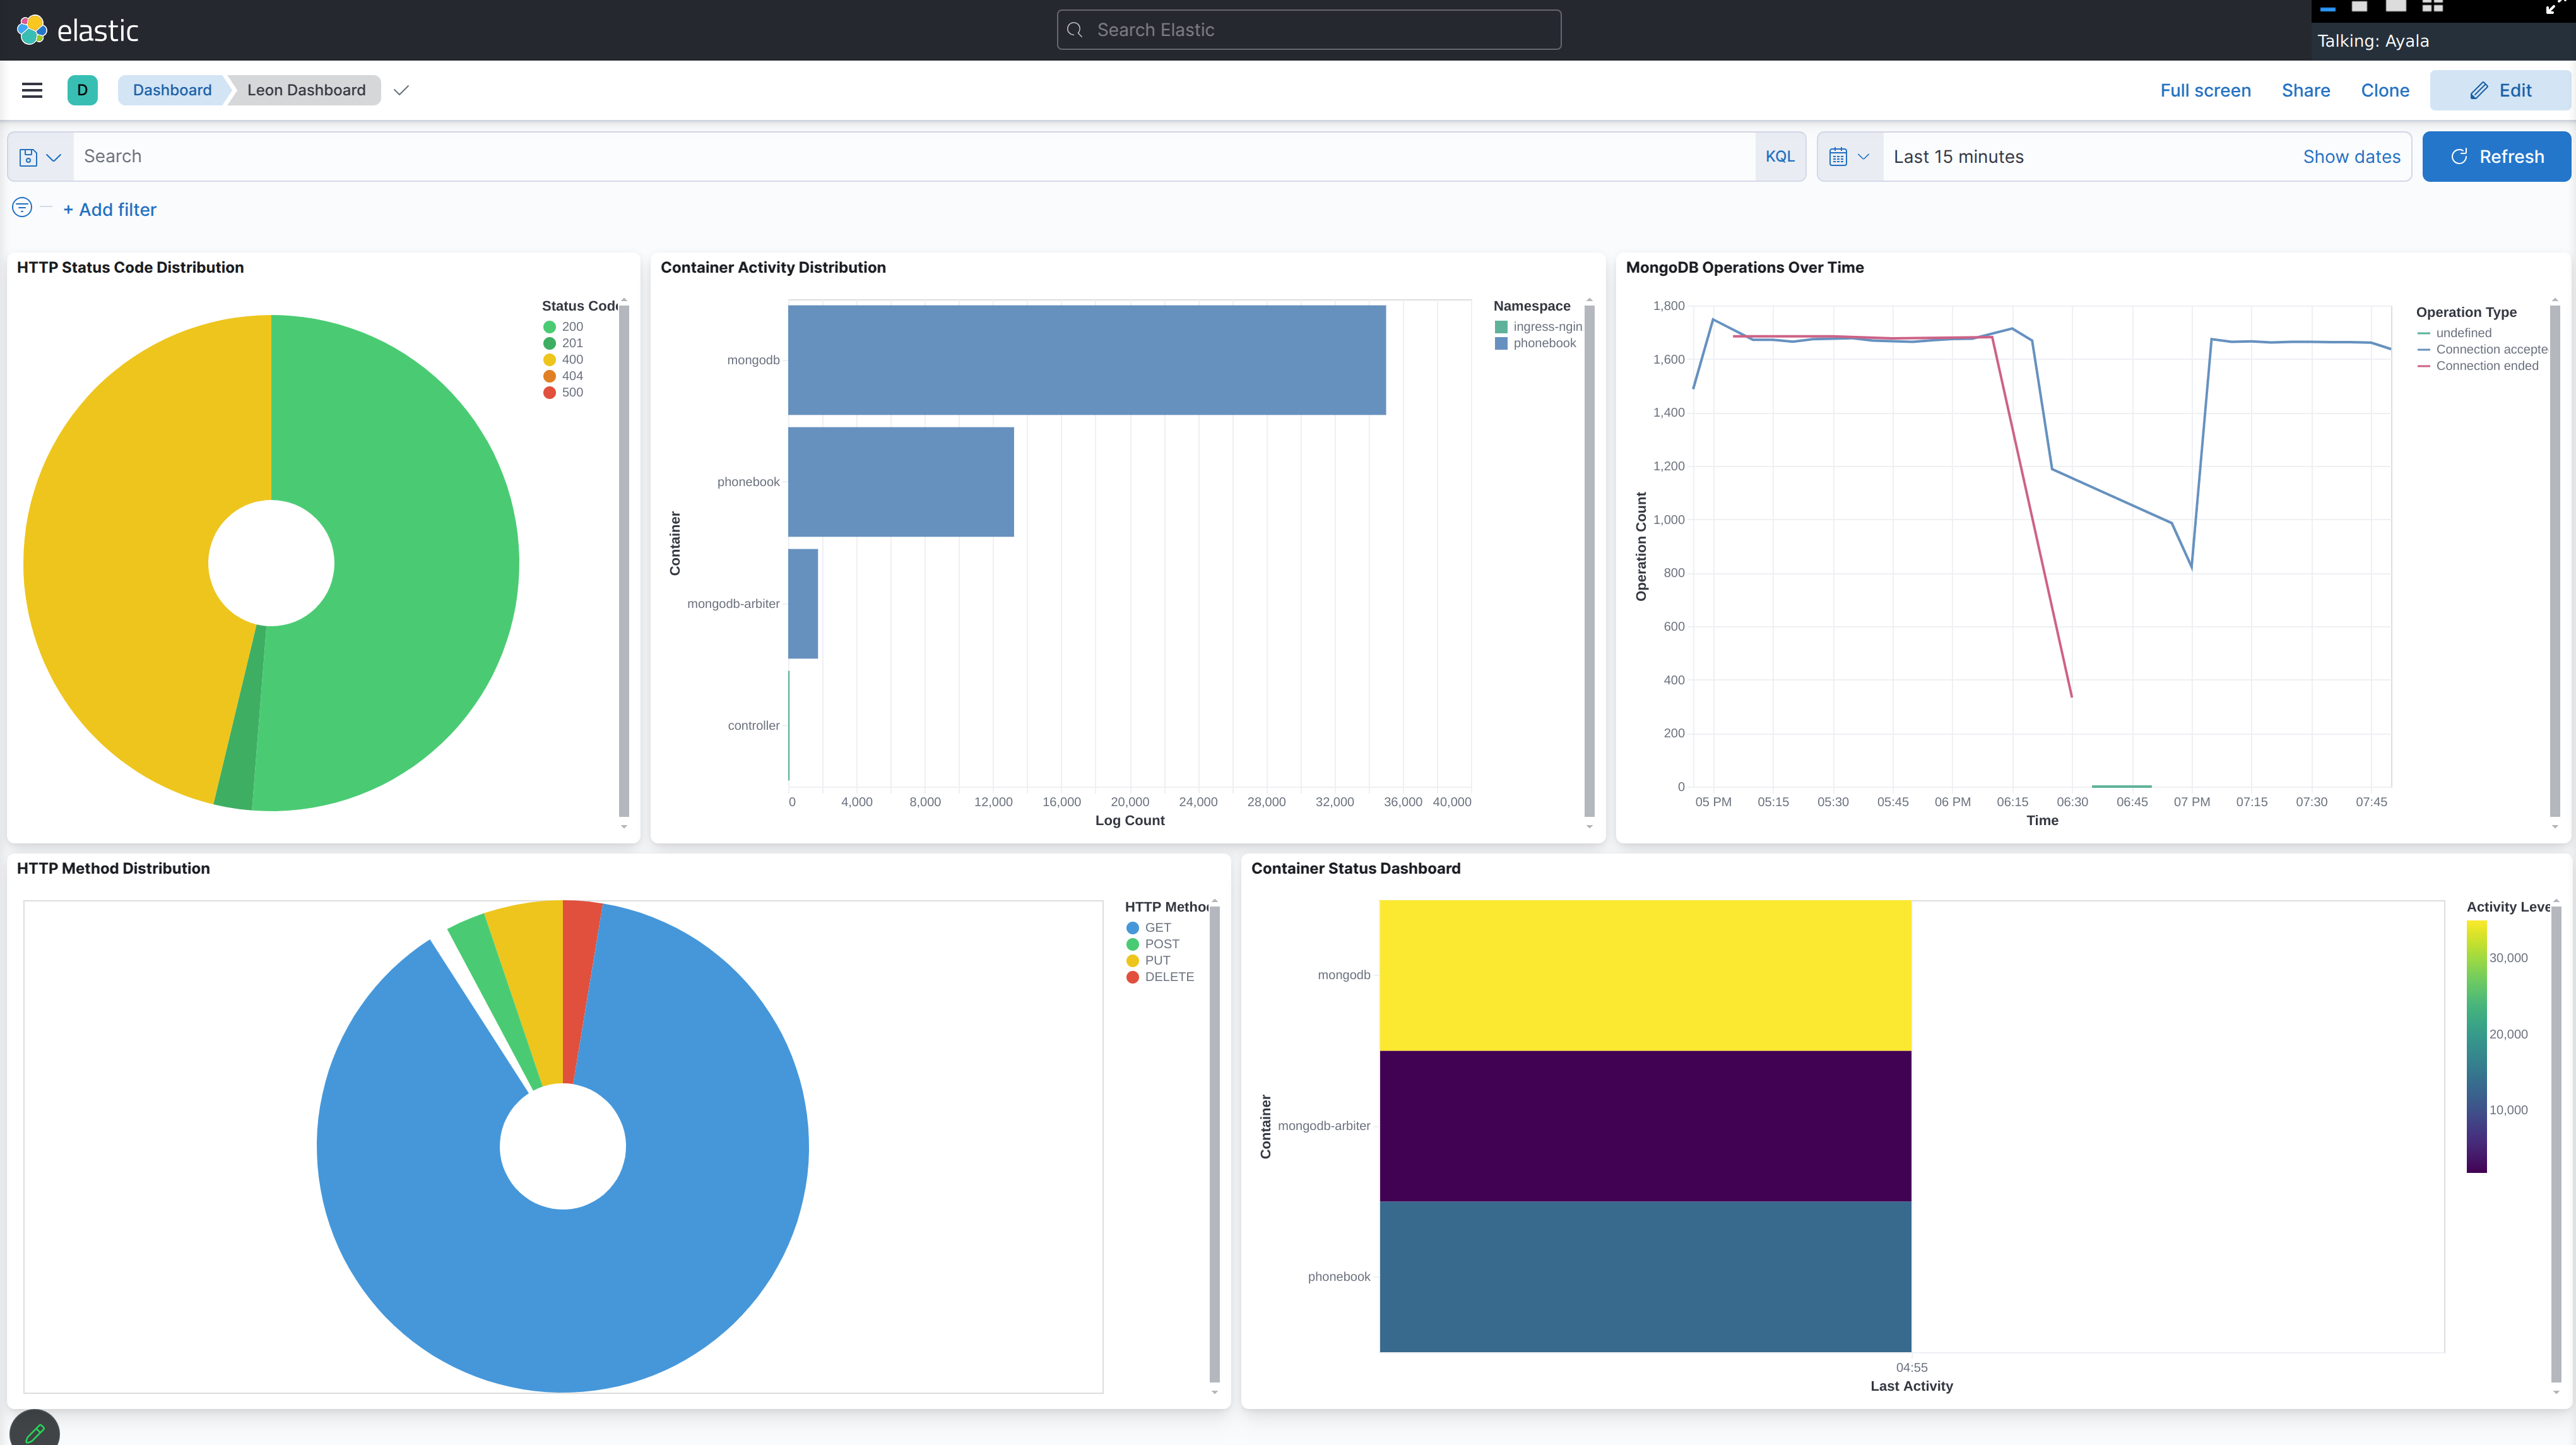 elastic
Search Elastic
Talking: Ayala
D
Dashboard
Leon Dashboard
Full screen
Share
Clone
Edit
Search
KQL
Last 15 minutes
Show dates
Refresh
+ Add filter
HTTP Status Code Distribution
Status Code
200
201
400
404
500
Container Activity Distribution
Container
mongodb
phonebook
mongodb-arbiter
controller
0 4,000 8,000 12,000 16,000 20,000 24,000 28,000 32,000 36,000 40,000
Log Count
Namespace
ingress-ngin
phonebook
MongoDB Operations Over Time
Operation Count
1,800
1,600
1,400
1,200
1,000
800
600
400
200
0
05 PM 05:15 05:30 05:45 06 PM 06:15 06:30 06:45 07 PM 07:15 07:30 07:45
Time
Operation Type
undefined
Connection accepte
Connection ended
HTTP Method Distribution
HTTP Metho
GET
POST
PUT
DELETE
Container Status Dashboard
Container
mongodb
mongodb-arbiter
phonebook
04:55
Last Activity
Activity Leve
30,000
20,000
10,000